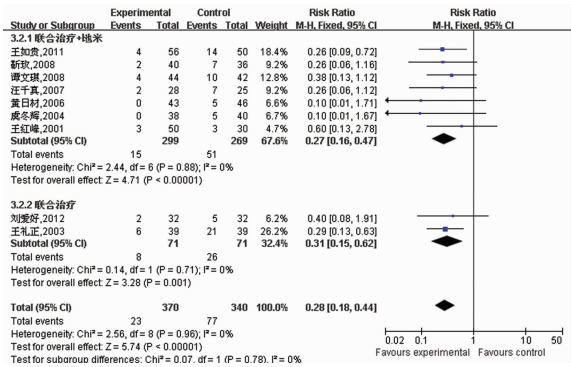 Experimental Control Risk Ratio Risk Ratio
Study or Subgroup Events Total Events Total Weight M-H, Fixed, 95% CI M-H, Fixed, 95% CI
3.2.1 联合治疗+桃米
王如贵,2011 4 56 14 50 18.4% 0.26 [0.09, 0.72]
靳玫,2008 2 40 7 36 9.2% 0.26 [0.06, 1.16]
谭文琪,2008 4 44 10 42 12.7% 0.38 [0.13, 1.12]
汪千真,2007 2 28 7 25 9.2% 0.26 [0.06, 1.12]
黄日材,2006 0 43 5 46 6.6% 0.10 [0.01, 1.71]
虞冬辉,2004 0 38 5 40 6.7% 0.10 [0.01, 1.67]
王红峰,2001 3 50 3 30 4.7% 0.60 [0.13, 2.78]
Subtotal (95% CI) 299 269 67.6% 0.27 [0.16, 0.47]
Total events 15 51
Heterogeneity: Chi² = 2.44, df = 6 (P = 0.88); I² = 0%
Test for overall effect: Z = 4.71 (P < 0.00001)
3.2.2 联合治疗
刘爱好,2012 2 32 5 32 6.2% 0.40 [0.08, 1.91]
王礼正,2003 6 39 21 39 26.2% 0.29 [0.13, 0.63]
Subtotal (95% CI) 71 71 32.4% 0.31 [0.15, 0.62]
Total events 8 26
Heterogeneity: Chi² = 0.14, df = 1 (P = 0.71); I² = 0%
Test for overall effect: Z = 3.28 (P = 0.001)
Total (95% CI) 370 340 100.0% 0.28 [0.18, 0.44]
Total events 23 77
Heterogeneity: Chi² = 2.56, df = 8 (P = 0.96); I² = 0%
Test for overall effect: Z = 5.74 (P < 0.00001)
Test for subgroup differences: Chi² = 0.07, df = 1 (P = 0.78), I² = 0%
0.02 0.1 1 10 50
Favours experimental Favours control